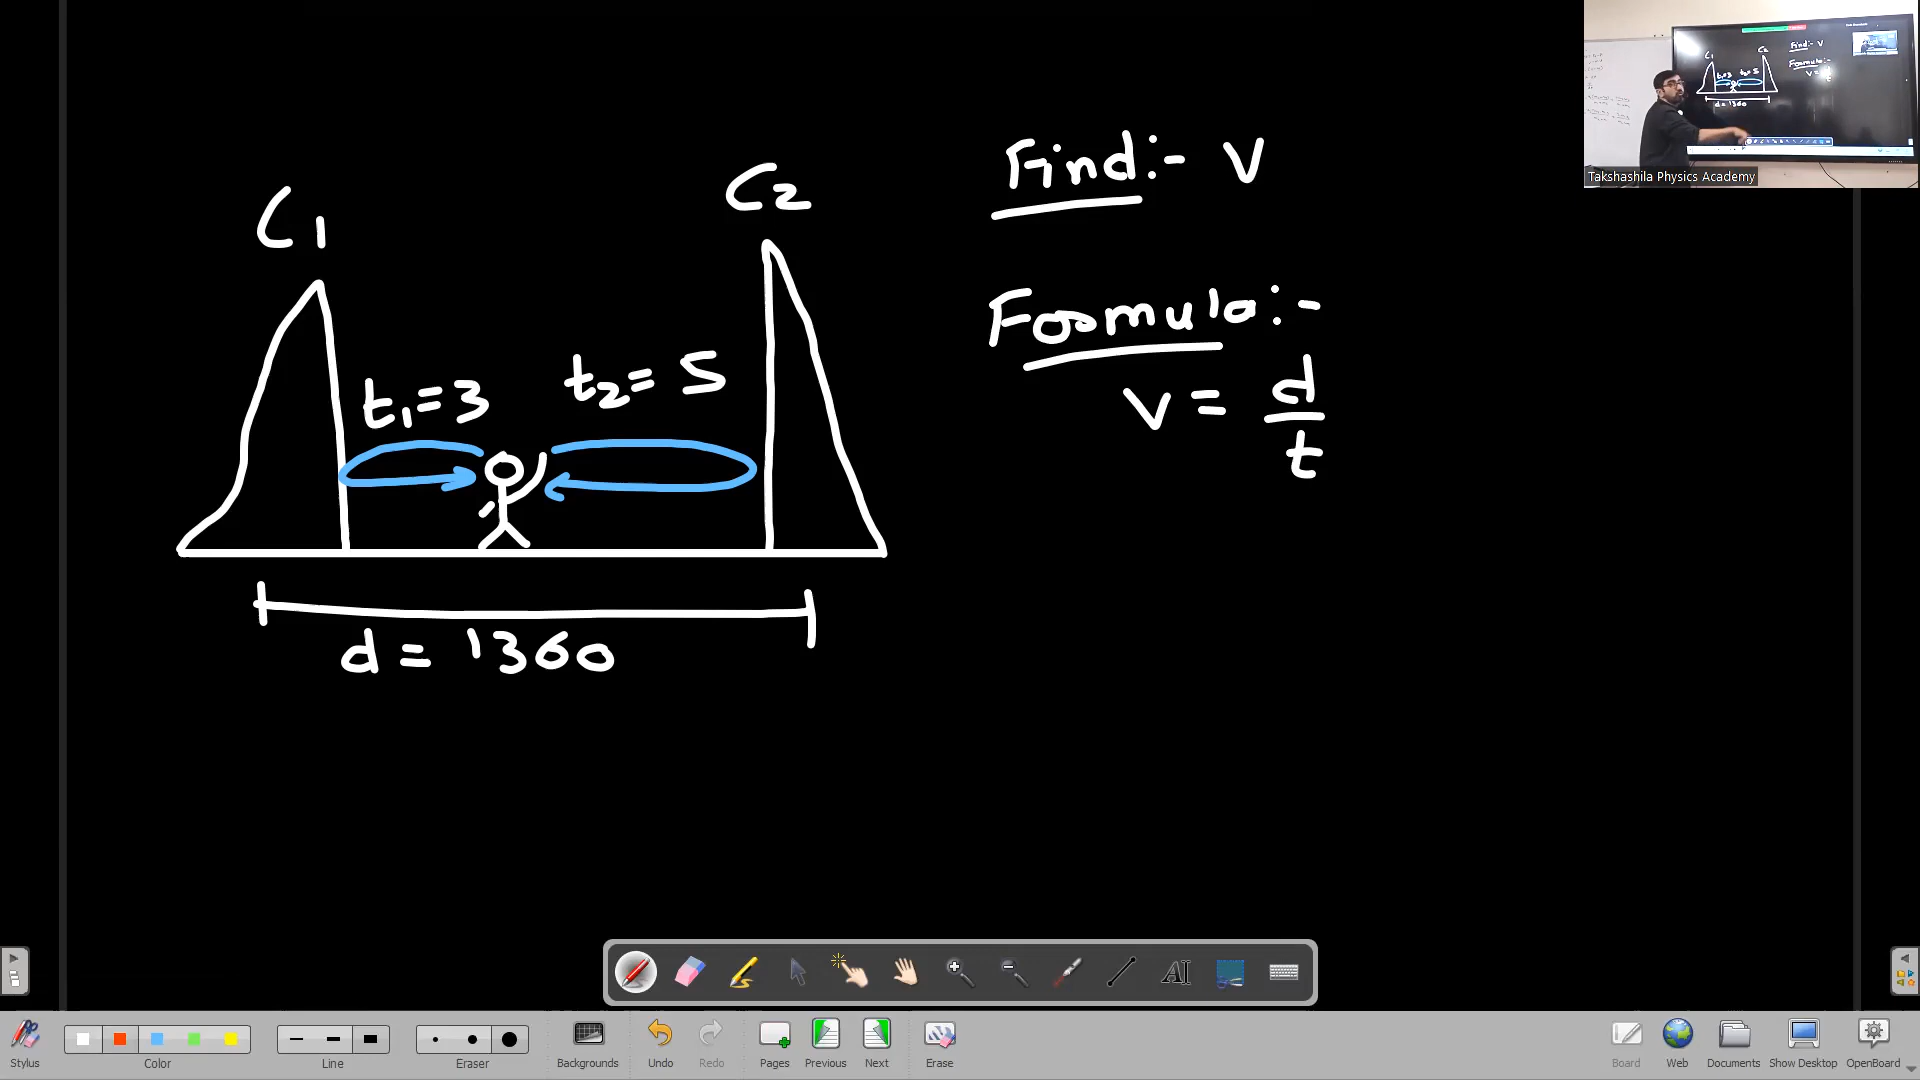 Takshashila Physics Academy
C1
C2
t1=3
t2= 5
d = 1360
Find:- V
Formula:-
v = d
t
Stylus
Color
Line
Eraser
Backgrounds
Undo
Redo
Pages
Previous
Next
Erase
Board
Web
Documents
Show Desktop
OpenBoard
AI